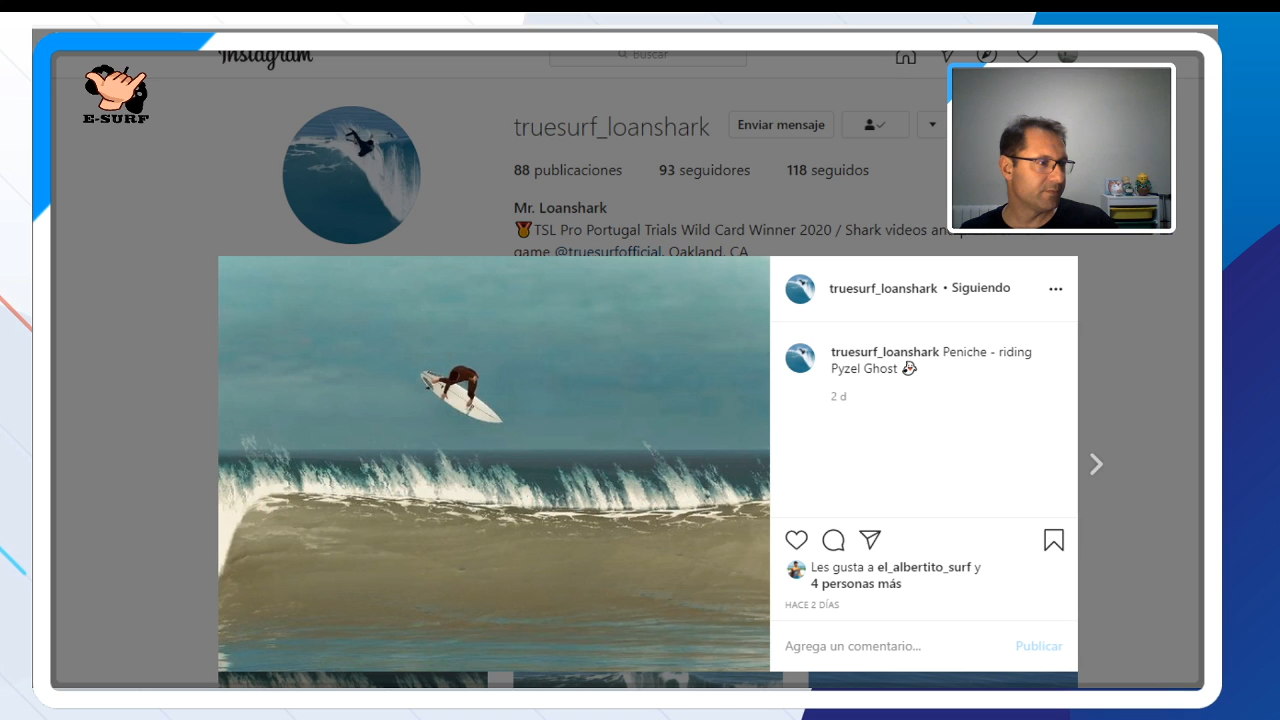 Instagram
Buscar
E-SURF
truesurf_loanshark
Enviar mensaje
88 publicaciones 93 seguidores 118 seguidos
Mr. Loanshark
TSL Pro Portugal Trials Wild Card Winner 2020 / Shark videos
game @truesurfofficial, Oakland, CA
truesurf_loanshark • Siguiendo
truesurf_loanshark Peniche - riding
Pyzel Ghost
2 d
Les gusta a el_albertito_surf y
4 personas más
HACE 2 DÍAS
Agrega un comentario...
Publicar